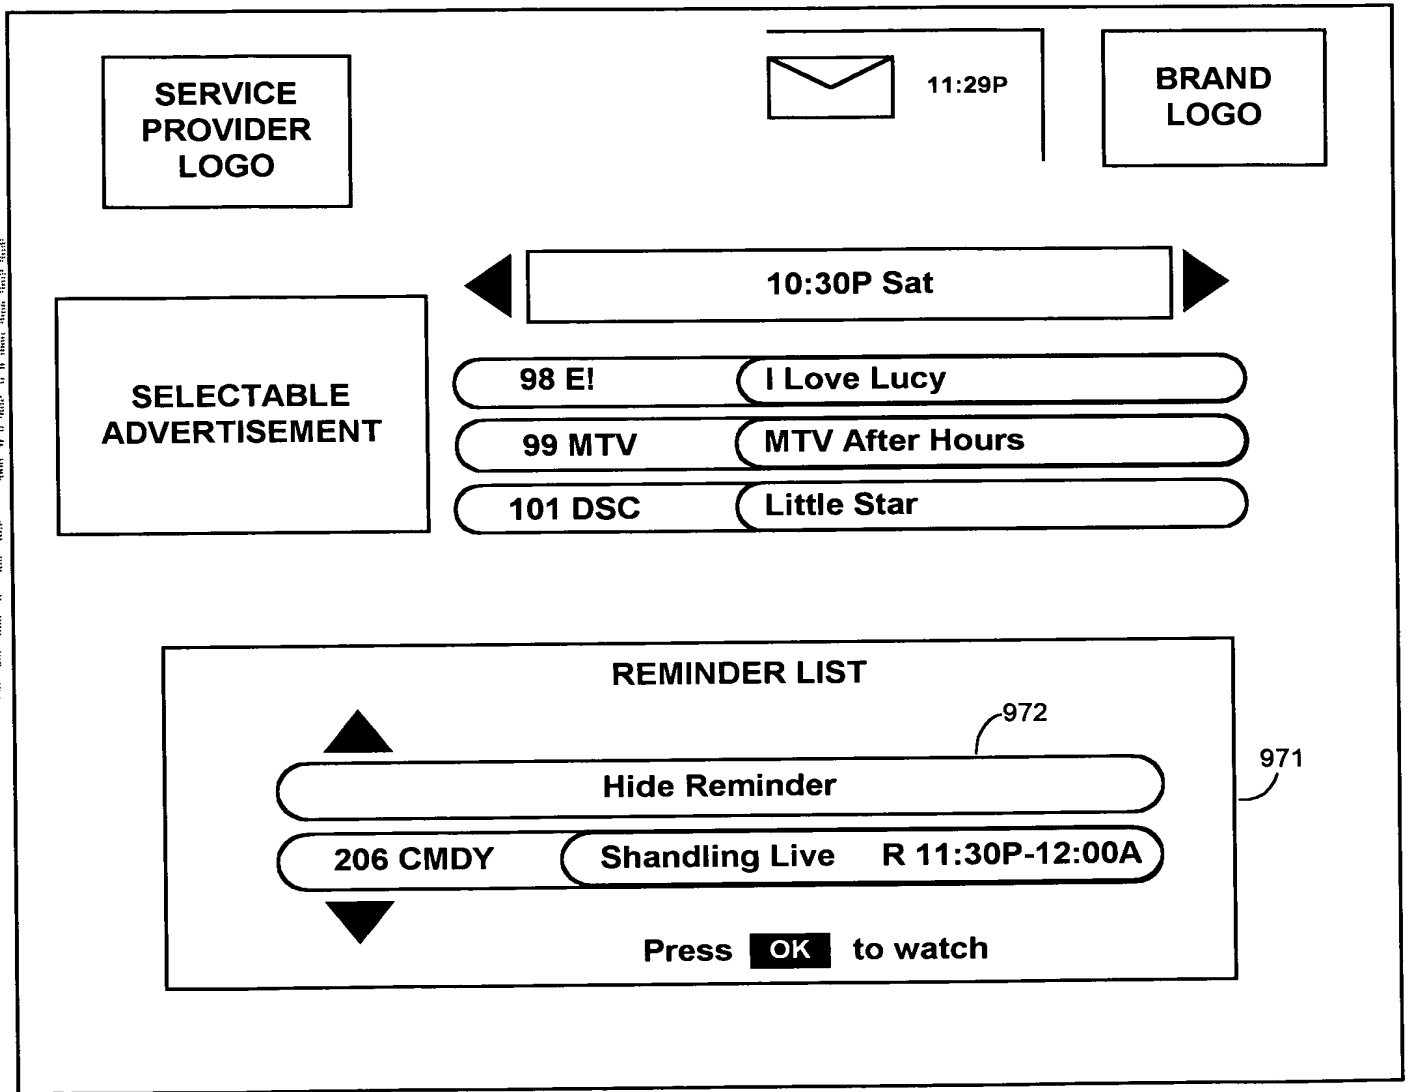 SERVICE
PROVIDER
LOGO
11:29P
BRAND
LOGO
10:30P Sat
SELECTABLE
ADVERTISEMENT
98 E! I Love Lucy
99 MTV MTV After Hours
101 DSC Little Star
REMINDER LIST
972
971
Hide Reminder
206 CMDY Shandling Live R 11:30P-12:00A
Press OK to watch